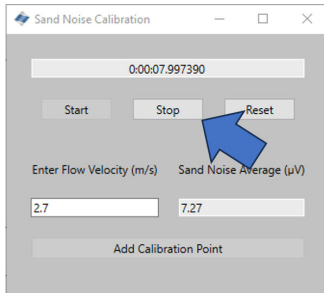 Sand Noise Calibration
0:00:07.997390
Start Stop Reset
Enter Flow Velocity (m/s) Sand Noise Average (µV)
2.7 7.27
Add Calibration Point